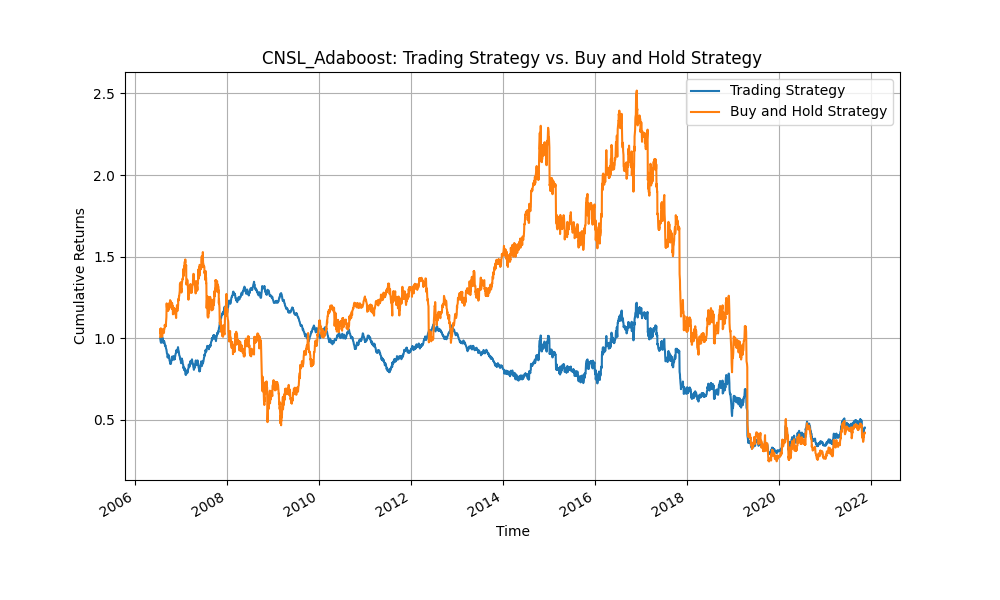 CNSL_Adaboost: Trading Strategy vs. Buy and Hold Strategy
Trading Strategy
Buy and Hold Strategy
Cumulative Returns
2.5
2.0
1.5
1.0
0.5
2006
2008
2010
2012
2014
2016
2018
2020
2022
Time